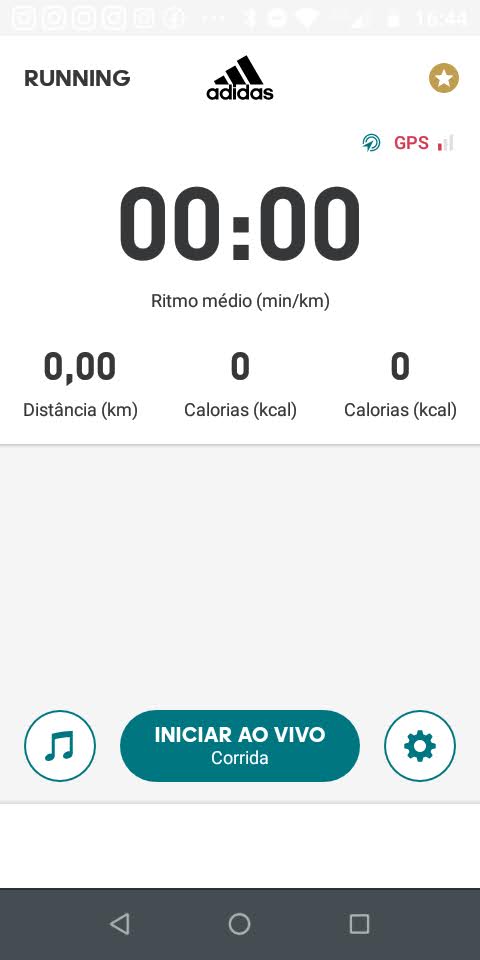 16:44
RUNNING
adidas
GPS
00:00
Ritmo médio (min/km)
0,00
0
0
Distância (km)
Calorias (kcal)
Calorias (kcal)
INICIAR AO VIVO
Corrida